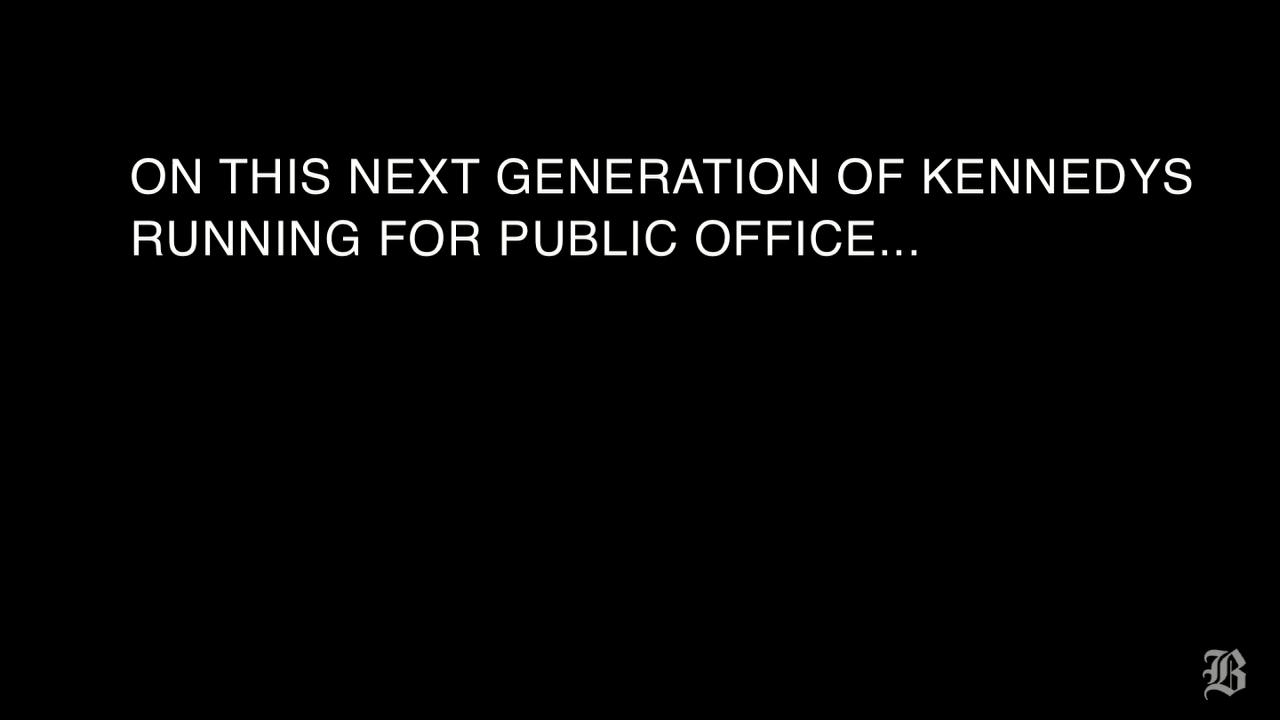 ON THIS NEXT GENERATION OF KENNEDYS
RUNNING FOR PUBLIC OFFICE...
B